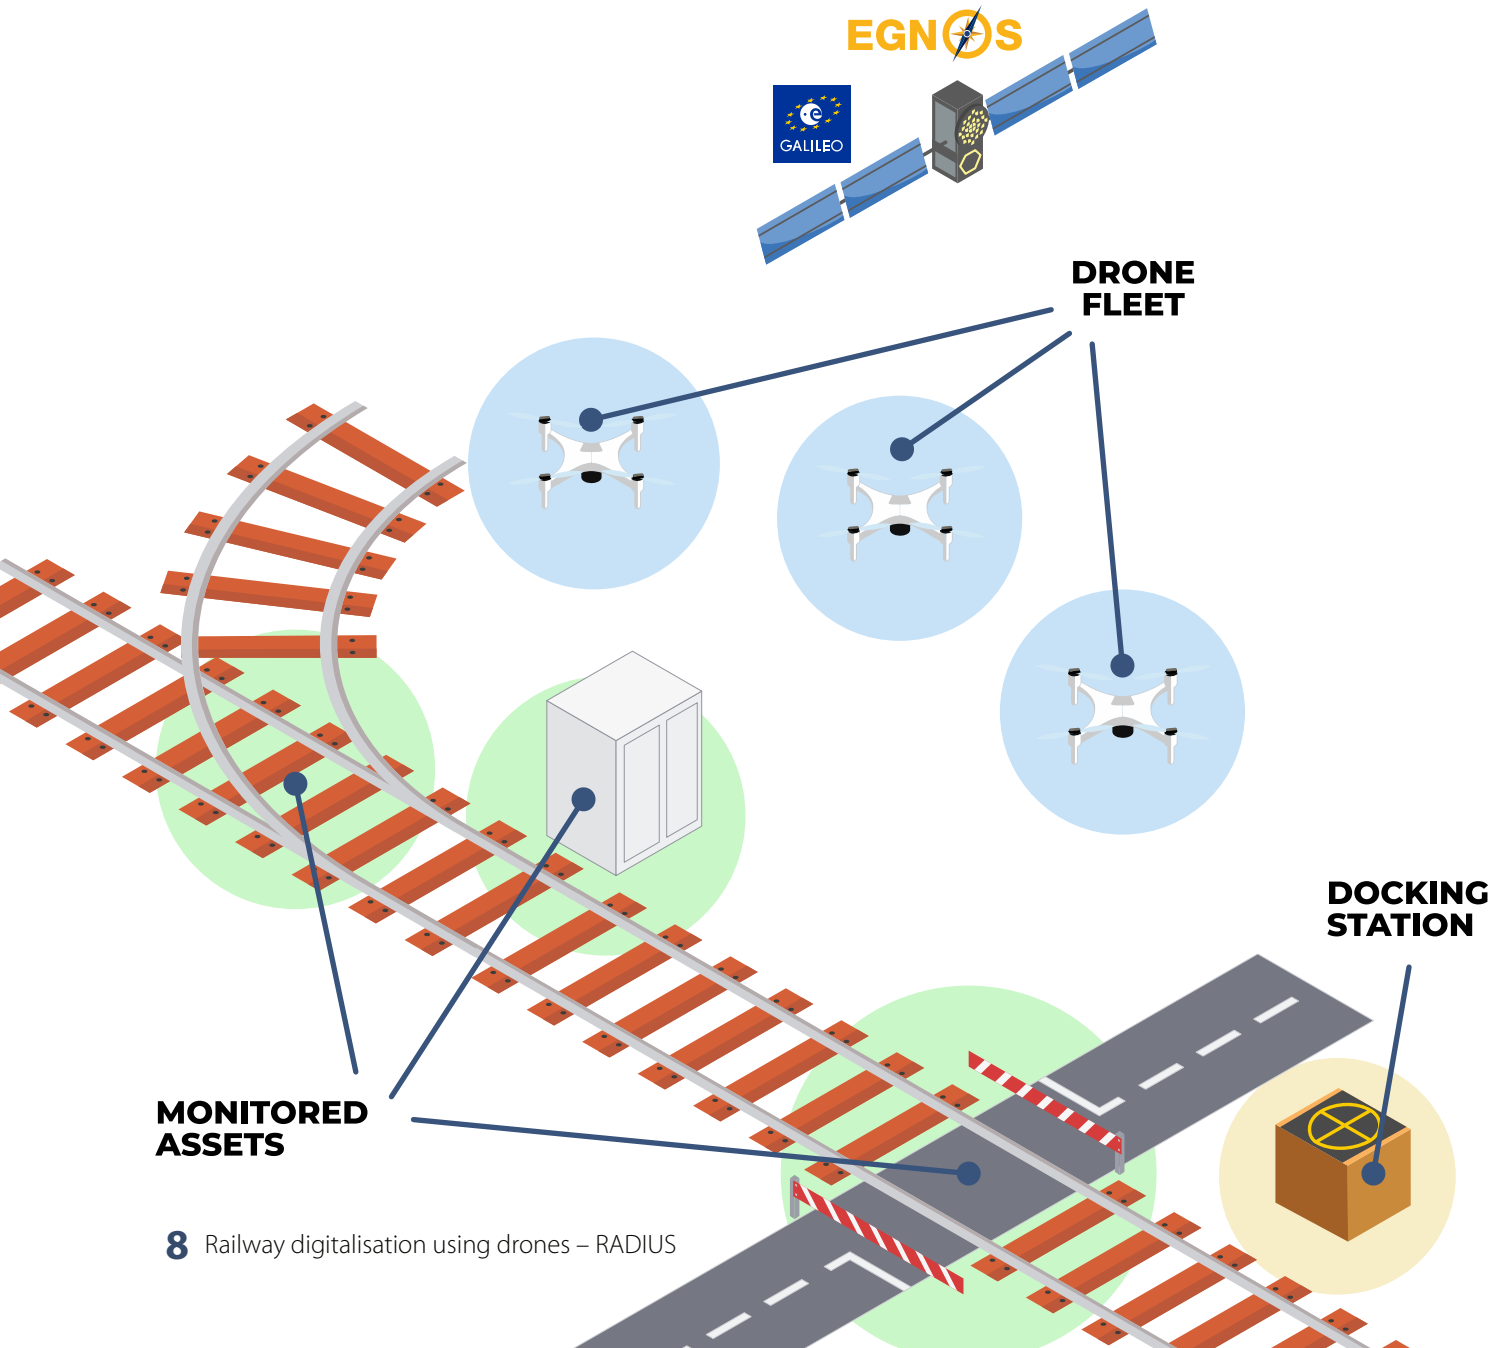 EGNOS
GALILEO
DRONE
FLEET
DOCKING
STATION
MONITORED
ASSETS
8 Railway digitalisation using drones – RADIUS